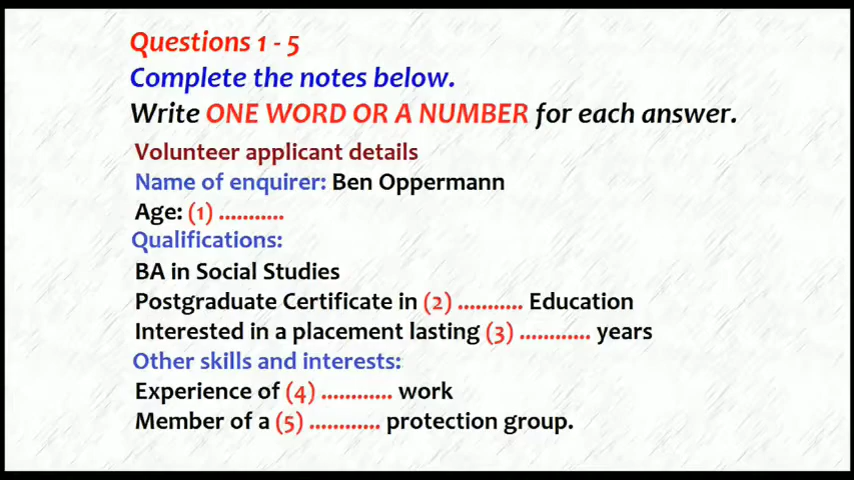 Questions 1 - 5
Complete the notes below.
Write ONE WORD OR A NUMBER for each answer.
Volunteer applicant details
Name of enquirer: Ben Oppermann
Age: (1) ...........
Qualifications:
BA in Social Studies
Postgraduate Certificate in (2) ........... Education
Interested in a placement lasting (3) ............ years
Other skills and interests:
Experience of (4) ............ work
Member of a (5) ............ protection group.